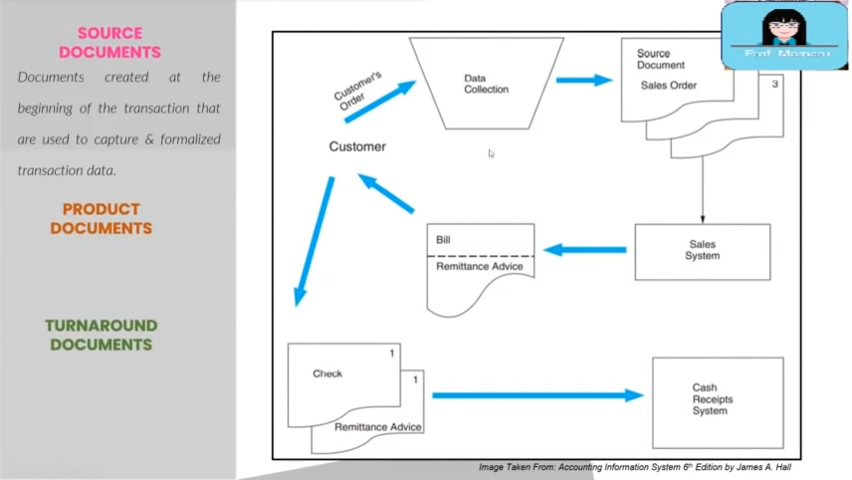 SOURCE
DOCUMENTS
Documents created at the
beginning of the transaction that
are used to capture & formalized
transaction data.
PRODUCT
DOCUMENTS
TURNAROUND
DOCUMENTS
Customer's
Order
Data
Collection
Source
Document
Sales Order
3
Customer
Bill
Remittance Advice
Sales
System
Check
1
1
Remittance Advice
Cash
Receipts
System
Image Taken From: Accounting Information System 6th Edition by James A. Hall